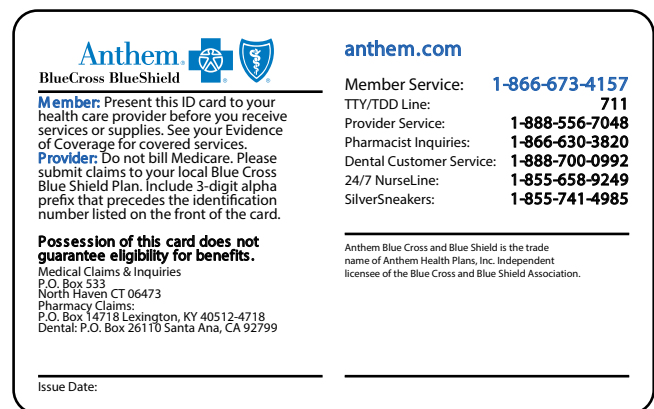 Anthem®
BlueCross BlueShield
Member: Present this ID card to your
health care provider before you receive
services or supplies. See your Evidence
of Coverage for covered services.
Provider: Do not bill Medicare. Please
submit claims to your local Blue Cross
Blue Shield Plan. Include 3-digit alpha
prefix that precedes the identification
number listed on the front of the card.
Possession of this card does not
guarantee eligibility for benefits.
Medical Claims & Inquiries
P.O. Box 533
North Haven CT 06473
Pharmacy Claims:
P.O. Box 14718 Lexington, KY 40512-4718
Dental: P.O. Box 26110 Santa Ana, CA 92799
Issue Date:
anthem.com
Member Service: 1-866-673-4157
TTY/TDD Line: 711
Provider Service: 1-888-556-7048
Pharmacist Inquiries: 1-866-630-3820
Dental Customer Service: 1-888-700-0992
24/7 NurseLine: 1-855-658-9249
SilverSneakers: 1-855-741-4985
Anthem Blue Cross and Blue Shield is the trade
name of Anthem Health Plans, Inc. Independent
licensee of the Blue Cross and Blue Shield Association.